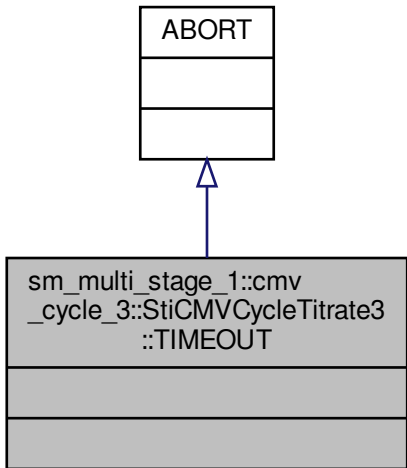 ABORT
sm_multi_stage_1::cmv
_cycle_3::StiCMVCycleTitrate3
::TIMEOUT